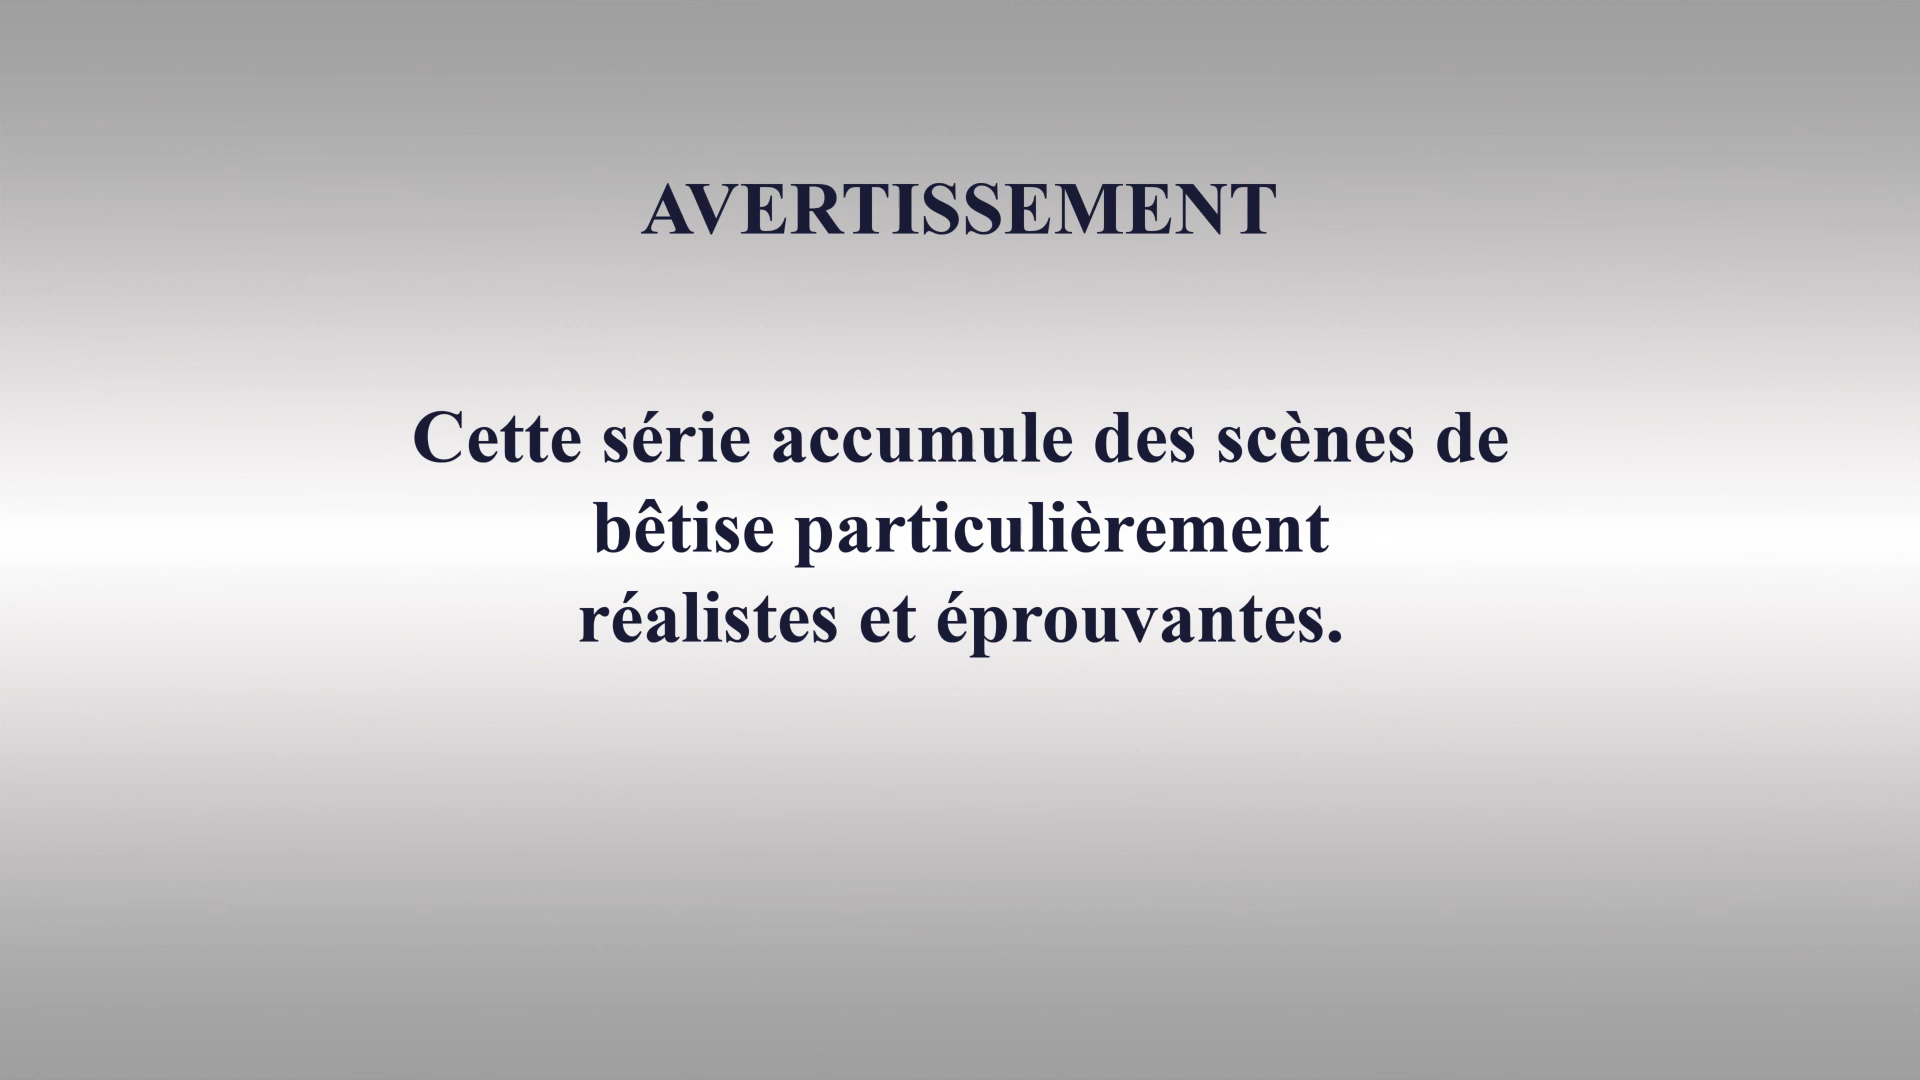 AVERTISSEMENT
Cette série accumule des scènes de
bêtise particulièrement
réalistes et éprouvantes.